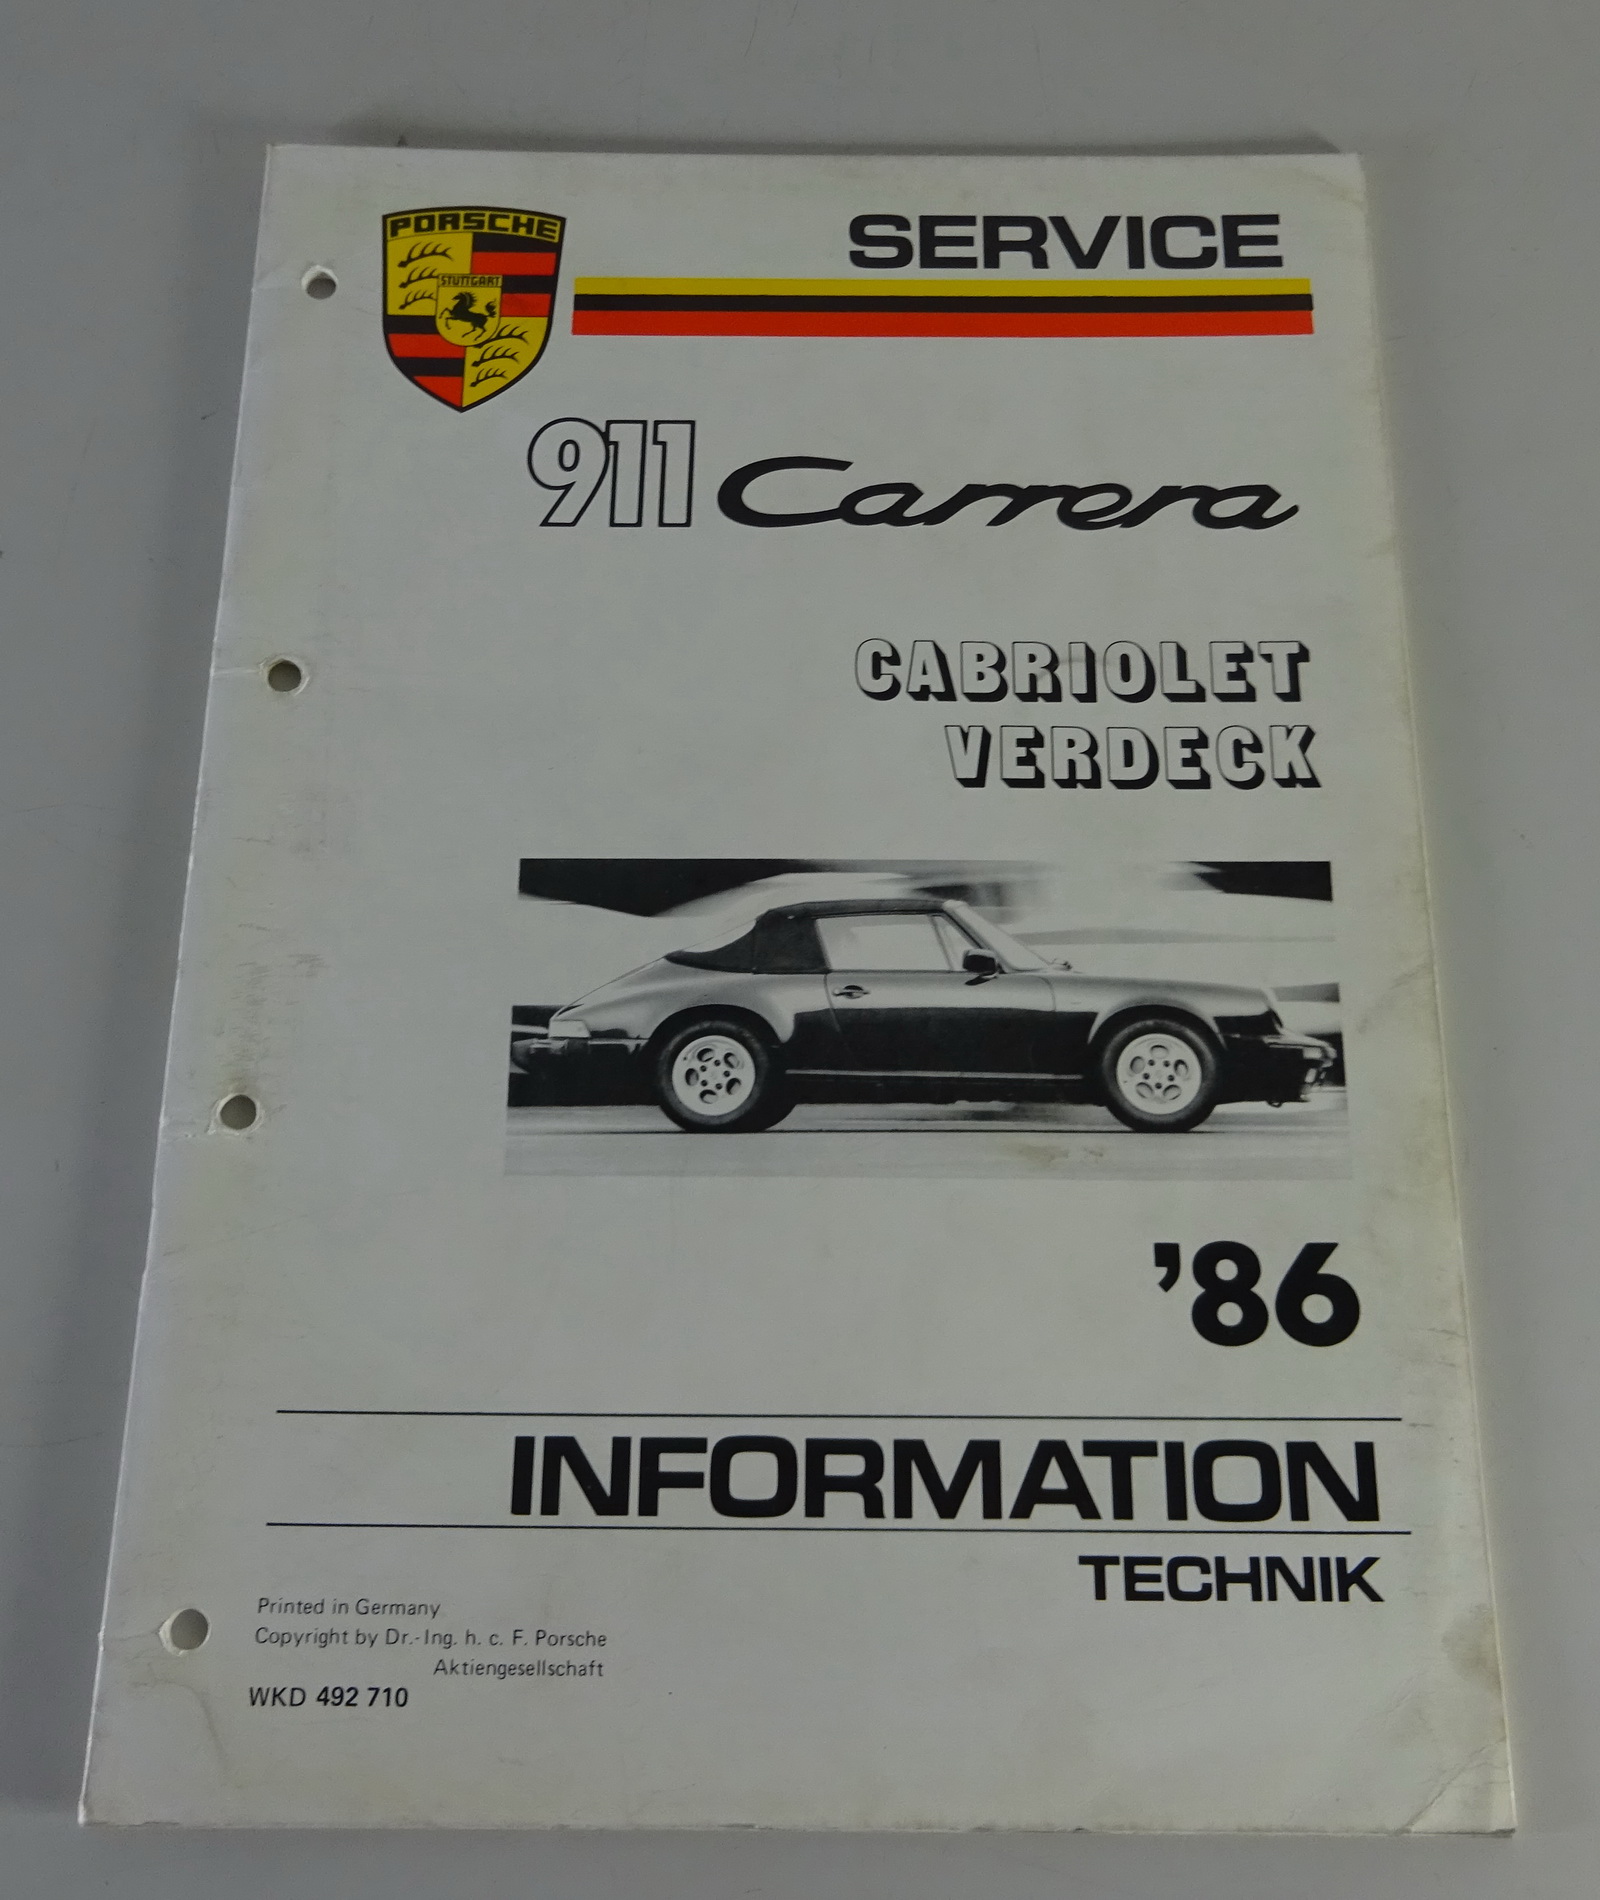 PORSCHE
STUTTGART
SERVICE
911 Carrera
CABRIOLET
VERDECK
'86
INFORMATION
TECHNIK
Printed in Germany
Copyright by Dr.-Ing. h. c. F. Porsche
Aktiengesellschaft
WKD 492 710